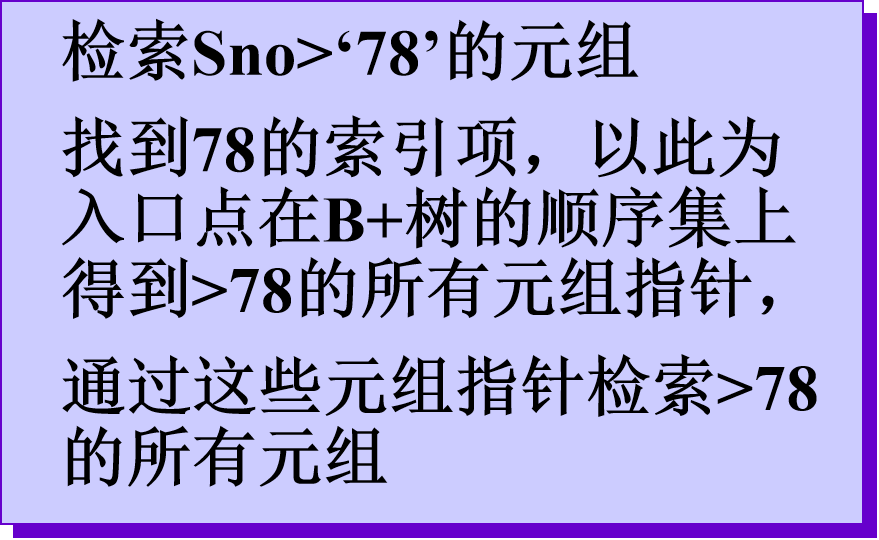 检索Sno>‘78’的元组
找到78的索引项，以此为
入口点在B+树的顺序集上
得到>78的所有元组指针，
通过这些元组指针检索>78
的所有元组